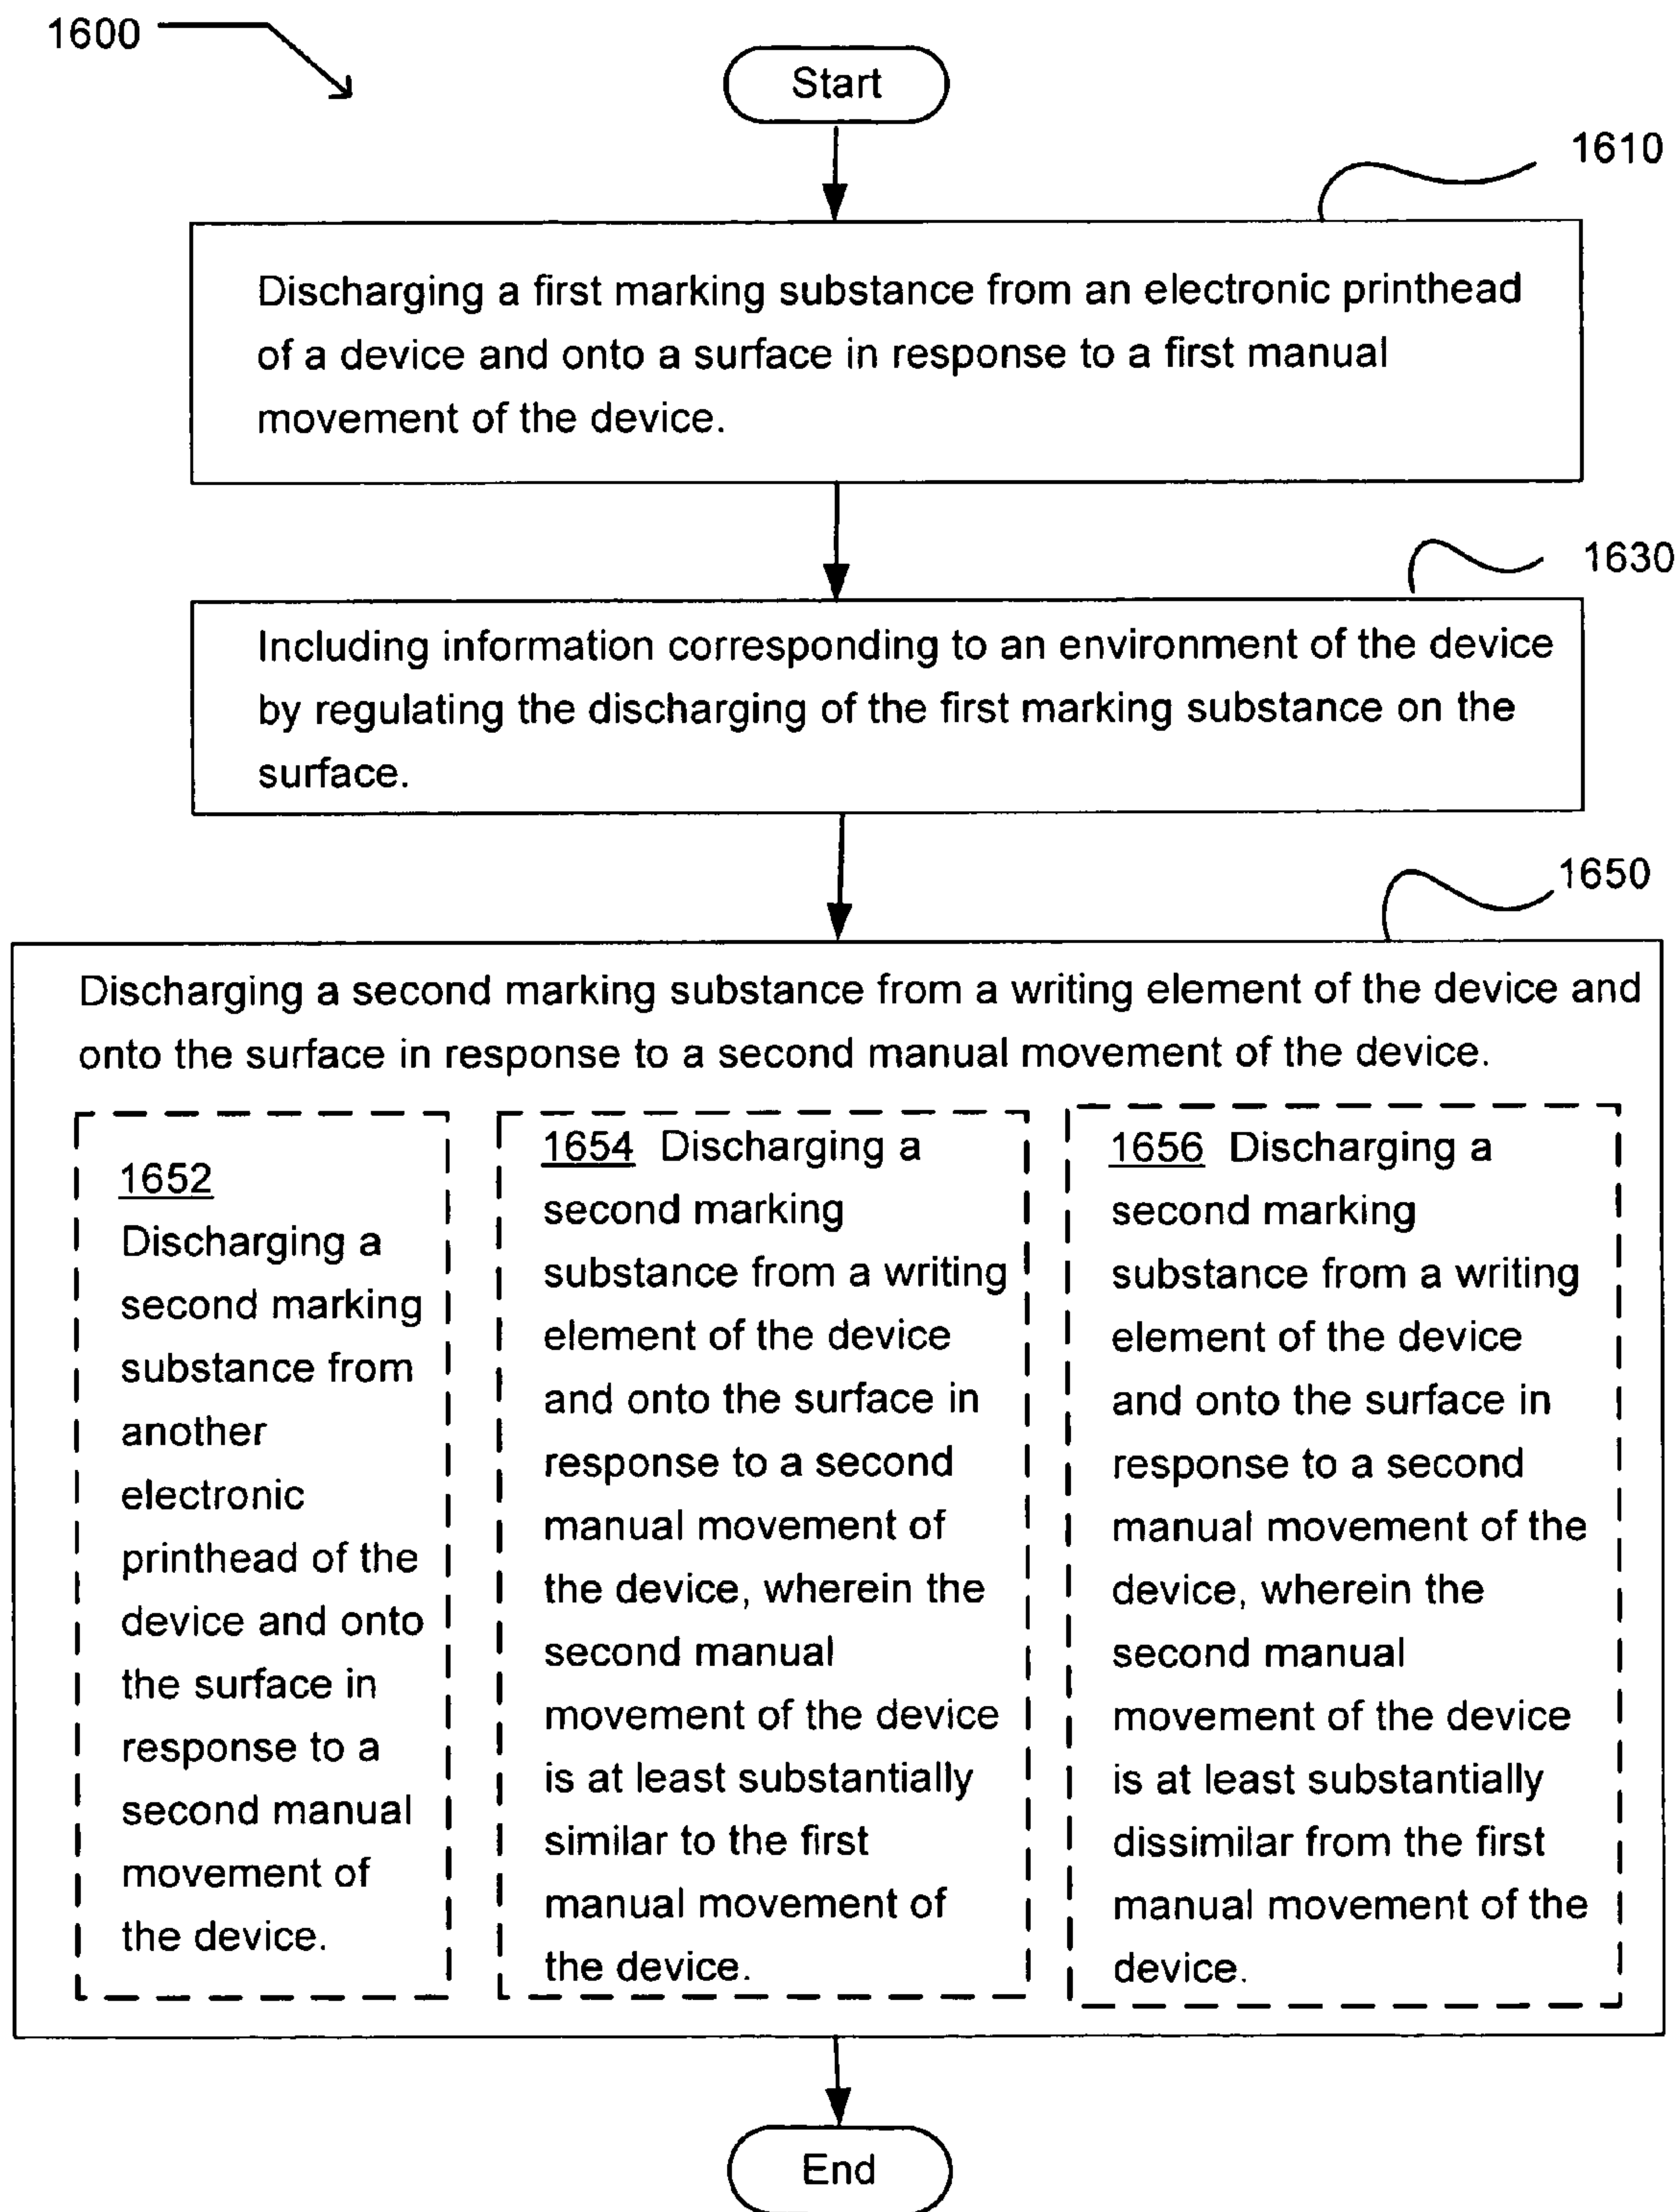 1600
Start
1610
Discharging a first marking substance from an electronic printhead
of a device and onto a surface in response to a first manual
movement of the device.
1630
Including information corresponding to an environment of the device
by regulating the discharging of the first marking substance on the
surface.
1650
Discharging a second marking substance from a writing element of the device and
onto the surface in response to a second manual movement of the device.
1652
Discharging a
second marking
substance from
another
electronic
printhead of the
device and onto
the surface in
response to a
second manual
movement of
the device.
1654 Discharging a
second marking
substance from a writing
element of the device
and onto the surface in
response to a second
manual movement of
the device, wherein the
second manual
movement of the device
is at least substantially
similar to the first
manual movement of
the device.
1656 Discharging a
second marking
substance from a writing
element of the device
and onto the surface in
response to a second
manual movement of the
device, wherein the
second manual
movement of the device
is at least substantially
dissimilar from the first
manual movement of the
device.
End